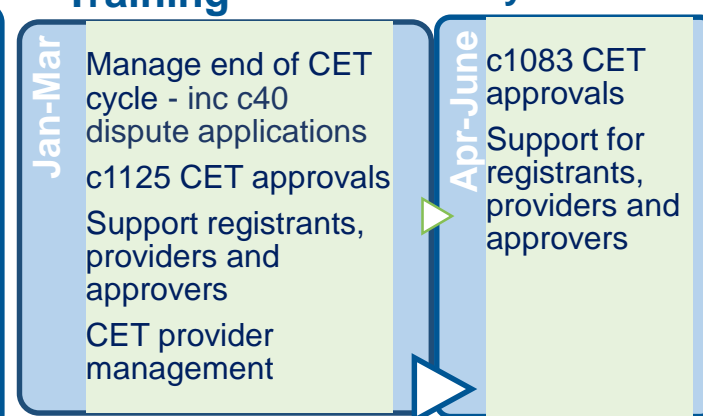 Training
Jan-Mar
Manage end of CET
cycle - inc c40
dispute applications
c1125 CET approvals
Support registrants,
providers and
approvers
CET provider
management
Apr-June
c1083 CET
approvals
Support for
registrants,
providers and
approvers